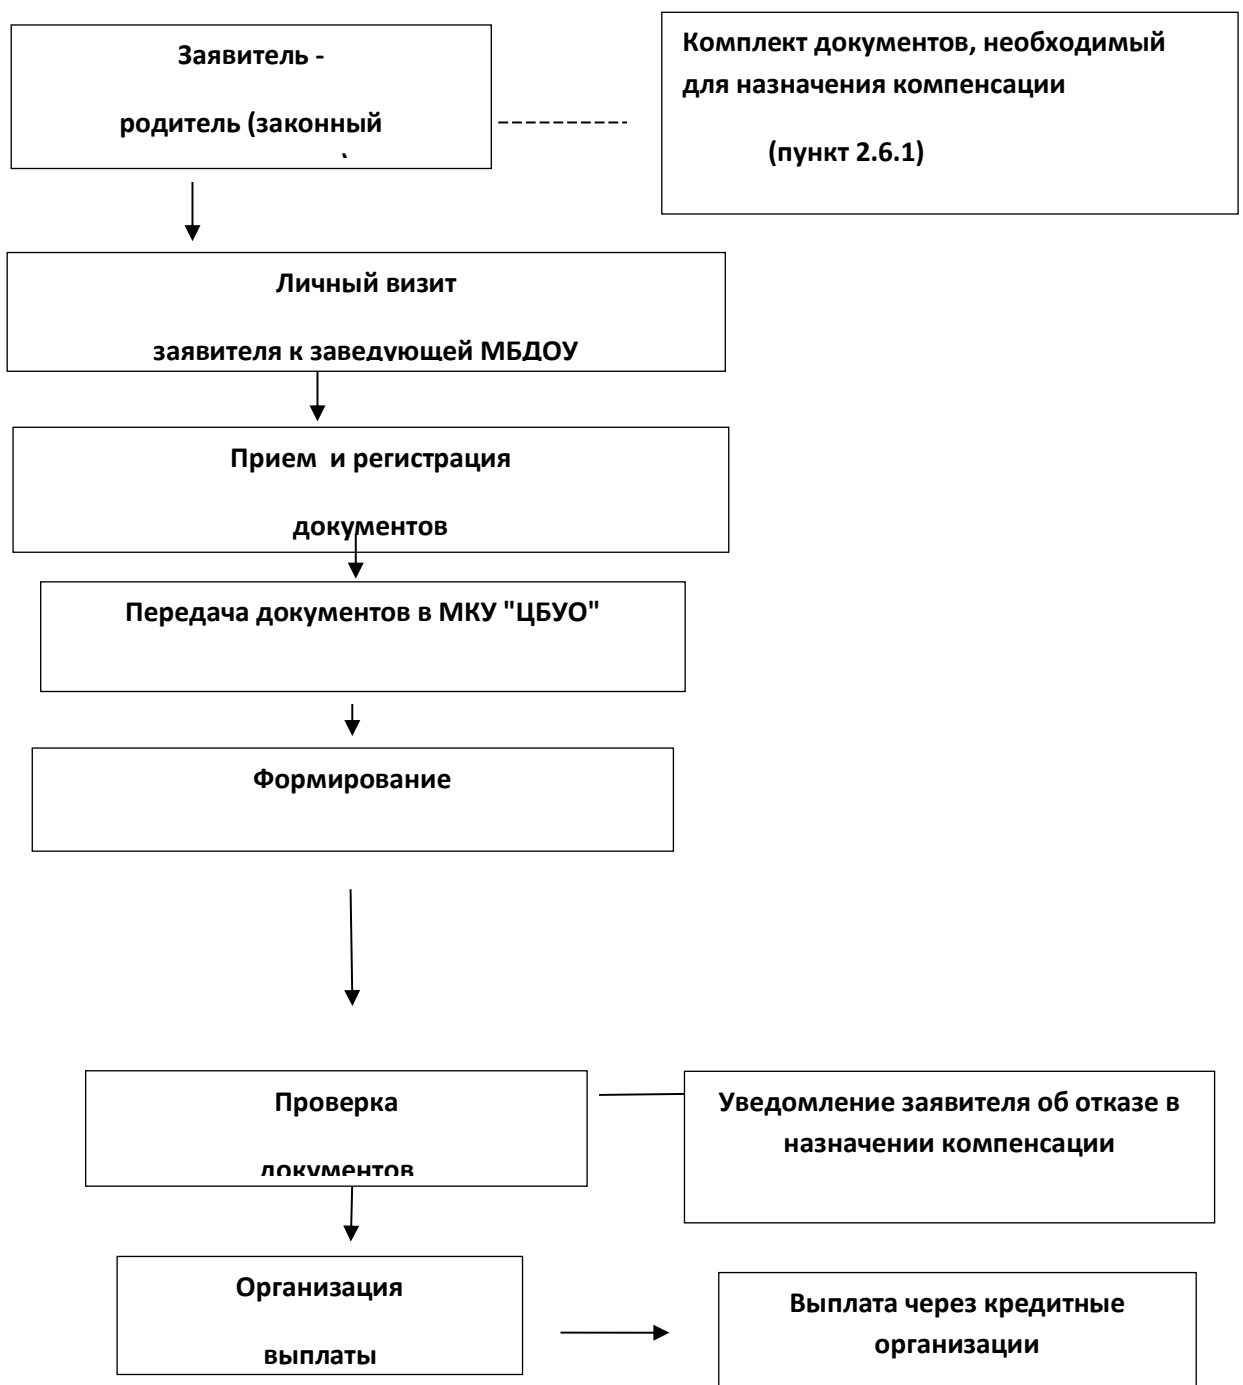 Заявитель -
родитель (законный
Комплект документов, необходимый
для назначения компенсации
(пункт 2.6.1)
Личный визит
заявителя к заведующей МБДОУ
Прием и регистрация
документов
Передача документов в МКУ "ЦБУО"
Формирование
Проверка
документов
Уведомление заявителя об отказе в
назначении компенсации
Организация
выплаты
Выплата через кредитные
организации